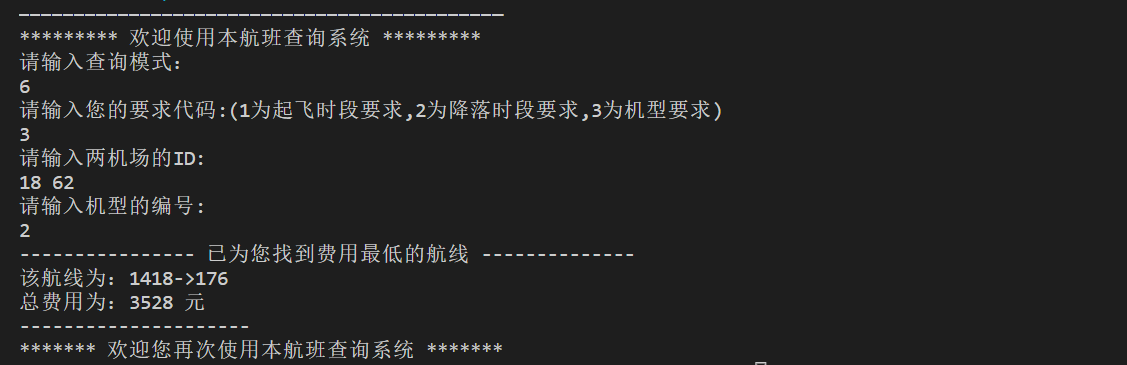 --------------------------------------------
********* 欢迎使用本航班查询系统 *********
请输入查询模式：
6
请输入您的要求代码:(1为起飞时段要求,2为降落时段要求,3为机型要求)
3
请输入两机场的ID:
18 62
请输入机型的编号:
2
---------------- 已为您找到费用最低的航线 --------------
该航线为：1418->176
总费用为：3528 元
---------------------
******* 欢迎您再次使用本航班查询系统 *******